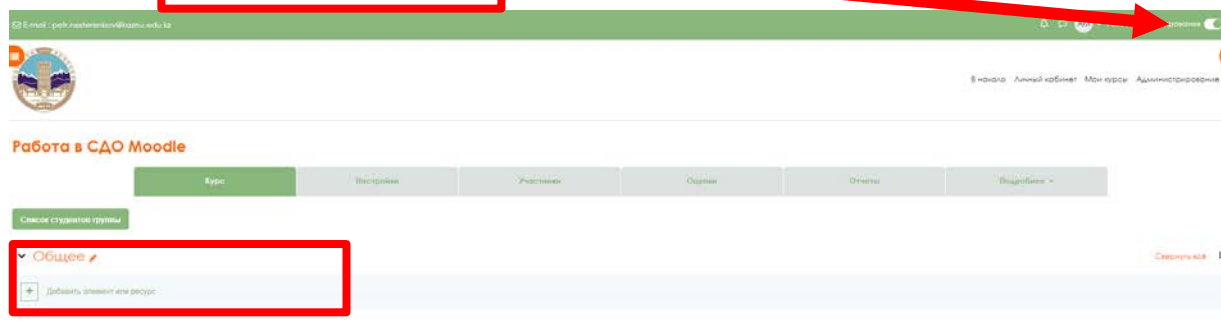 E-mail : petr.nesterenkov@kaznu.edu.kz
В начало Личный кабинет Мои курсы Администрирование
Работа в СДО Moodle
Курс Настройки Участники Оценки Отчеты Подробнее
Список студентов группы
Общее
Свернуть всё
Добавить элемент или ресурс